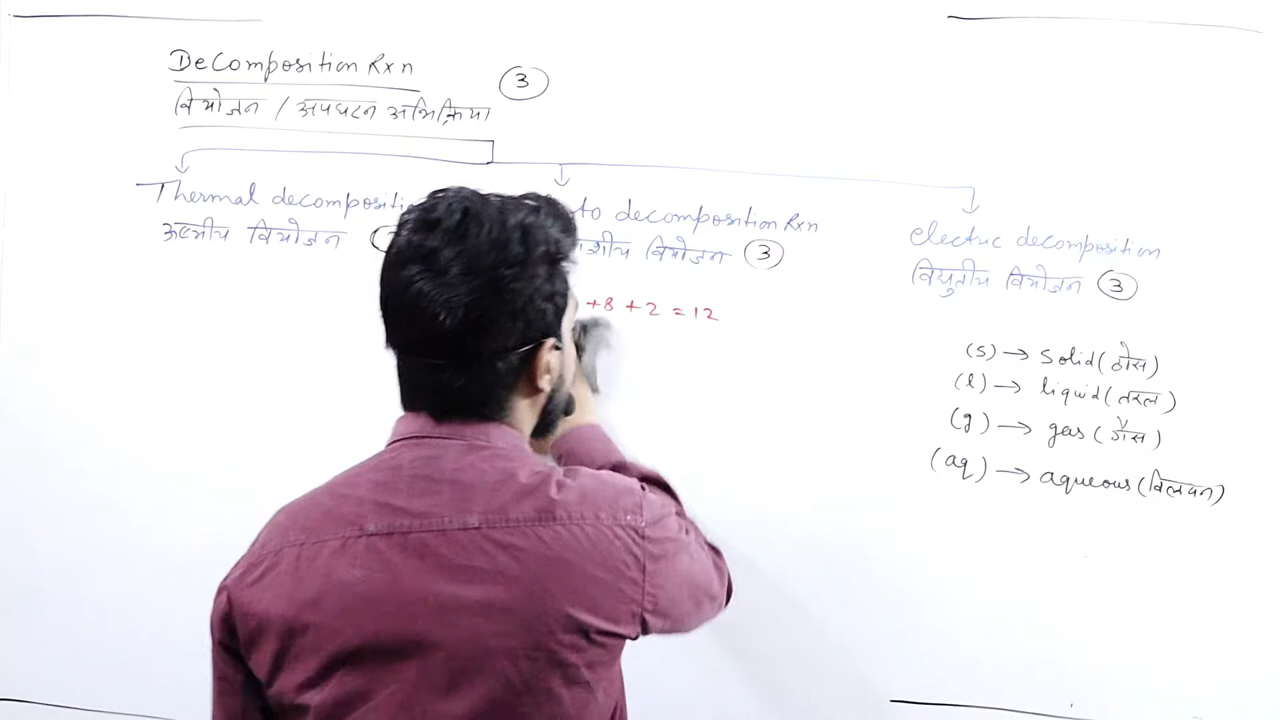 DeComposition Rxn
3
वियोजन / अपघटन अभिक्रिया
Thermal decompositi
ऊष्मीय वियोजन
to decomposition Rxn
वियोजन 3
electric decomposition
विद्युतीय वियोजन 3
+8 +2 =12
(s) → Solid (ठोस)
(l) → liquid (तरल)
(g) → gas (गैस)
(aq) → aqueous (विलयन)